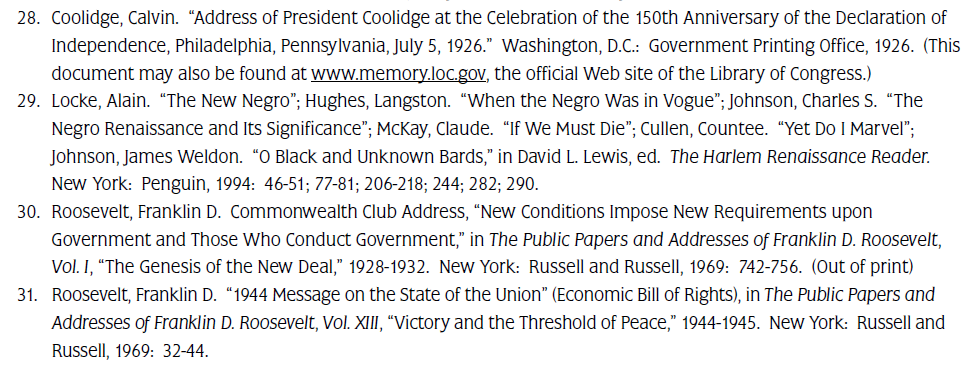 28. Coolidge, Calvin. “Address of President Coolidge at the Celebration of the 150th Anniversary of the Declaration of
Independence, Philadelphia, Pennsylvania, July 5, 1926.” Washington, D.C.: Government Printing Office, 1926. (This
document may also be found at www.memory.loc.gov, the official Web site of the Library of Congress.)
29. Locke, Alain. “The New Negro”; Hughes, Langston. “When the Negro Was in Vogue”; Johnson, Charles S. “The
Negro Renaissance and Its Significance”; McKay, Claude. “If We Must Die”; Cullen, Countee. “Yet Do I Marvel”;
Johnson, James Weldon. “O Black and Unknown Bards,” in David L. Lewis, ed. The Harlem Renaissance Reader.
New York: Penguin, 1994: 46-51; 77-81; 206-218; 244; 282; 290.
30. Roosevelt, Franklin D. Commonwealth Club Address, “New Conditions Impose New Requirements upon
Government and Those Who Conduct Government,” in The Public Papers and Addresses of Franklin D. Roosevelt,
Vol. I, “The Genesis of the New Deal,” 1928-1932. New York: Russell and Russell, 1969: 742-756. (Out of print)
31. Roosevelt, Franklin D. “1944 Message on the State of the Union” (Economic Bill of Rights), in The Public Papers and
Addresses of Franklin D. Roosevelt, Vol. XIII, “Victory and the Threshold of Peace,” 1944-1945. New York: Russell and
Russell, 1969: 32-44.